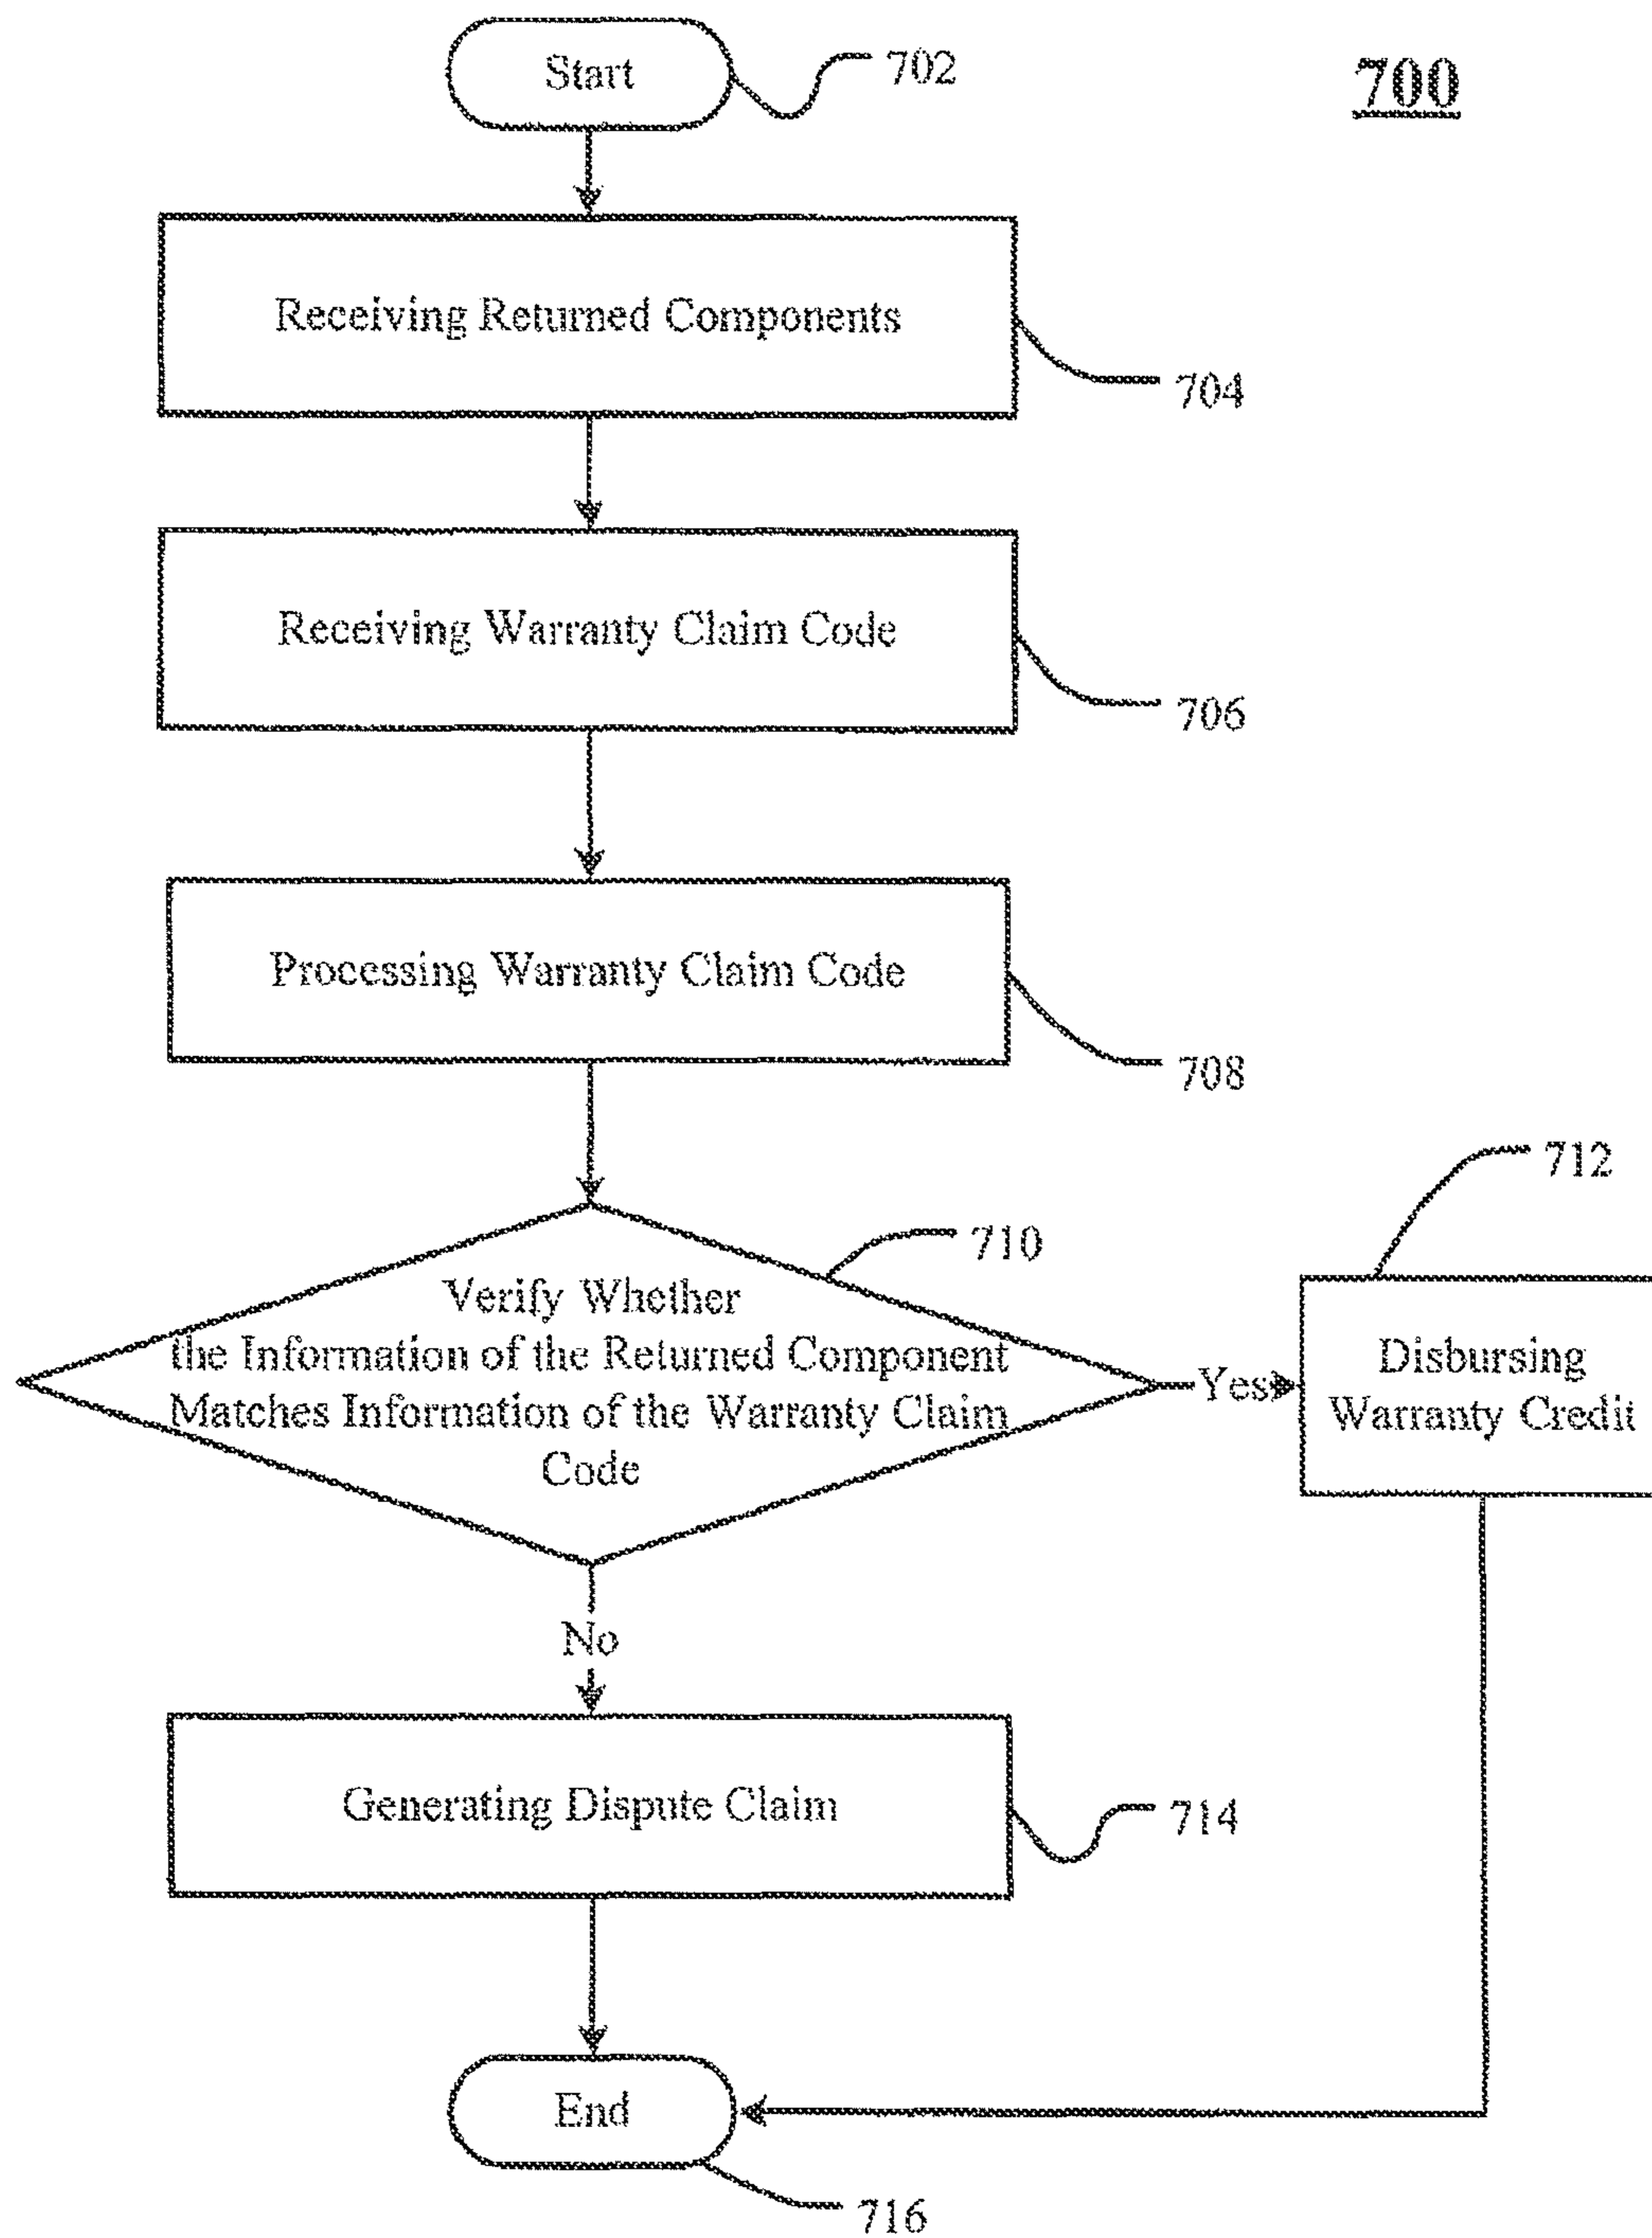 Start
702
700
Receiving Returned Components
704
Receiving Warranty Claim Code
706
Processing Warranty Claim Code
708
712
710
Verify Whether
the Information of the Returned Component
Matches Information of the Warranty Claim
Code
Yes
Disbursing
Warranty Credit
No
Generating Dispute Claim
714
End
716